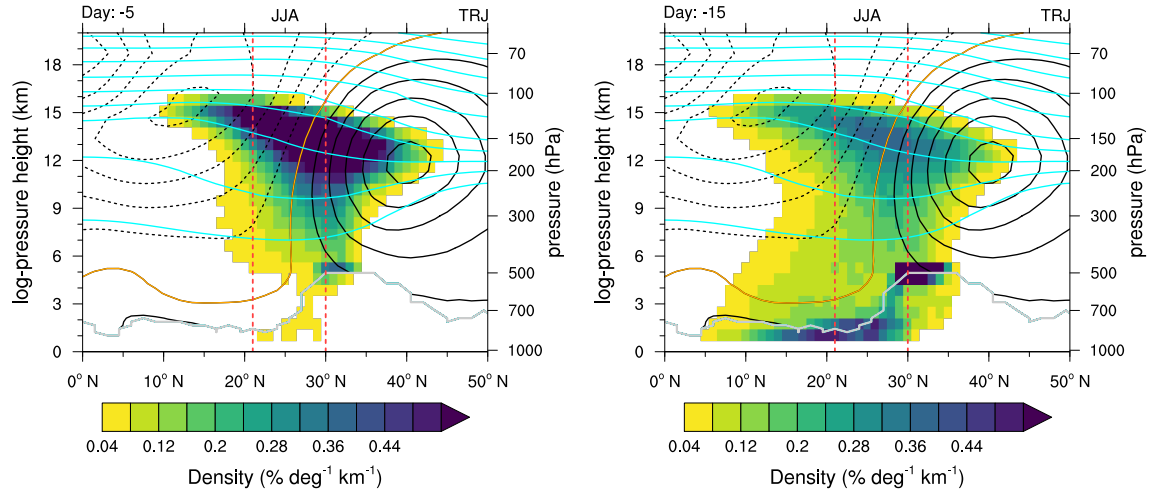 Day: -5 JJA TRJ
log-pressure height (km)
18
15
12
9
6
3
0
70
100
150
200
300
500
700
1000
pressure (hPa)
0° N 10° N 20° N 30° N 40° N 50° N
0.04 0.12 0.2 0.28 0.36 0.44
Density (% deg⁻¹ km⁻¹)
Day: -15 JJA TRJ
log-pressure height (km)
18
15
12
9
6
3
0
70
100
150
200
300
500
700
1000
pressure (hPa)
0° N 10° N 20° N 30° N 40° N 50° N
0.04 0.12 0.2 0.28 0.36 0.44
Density (% deg⁻¹ km⁻¹)